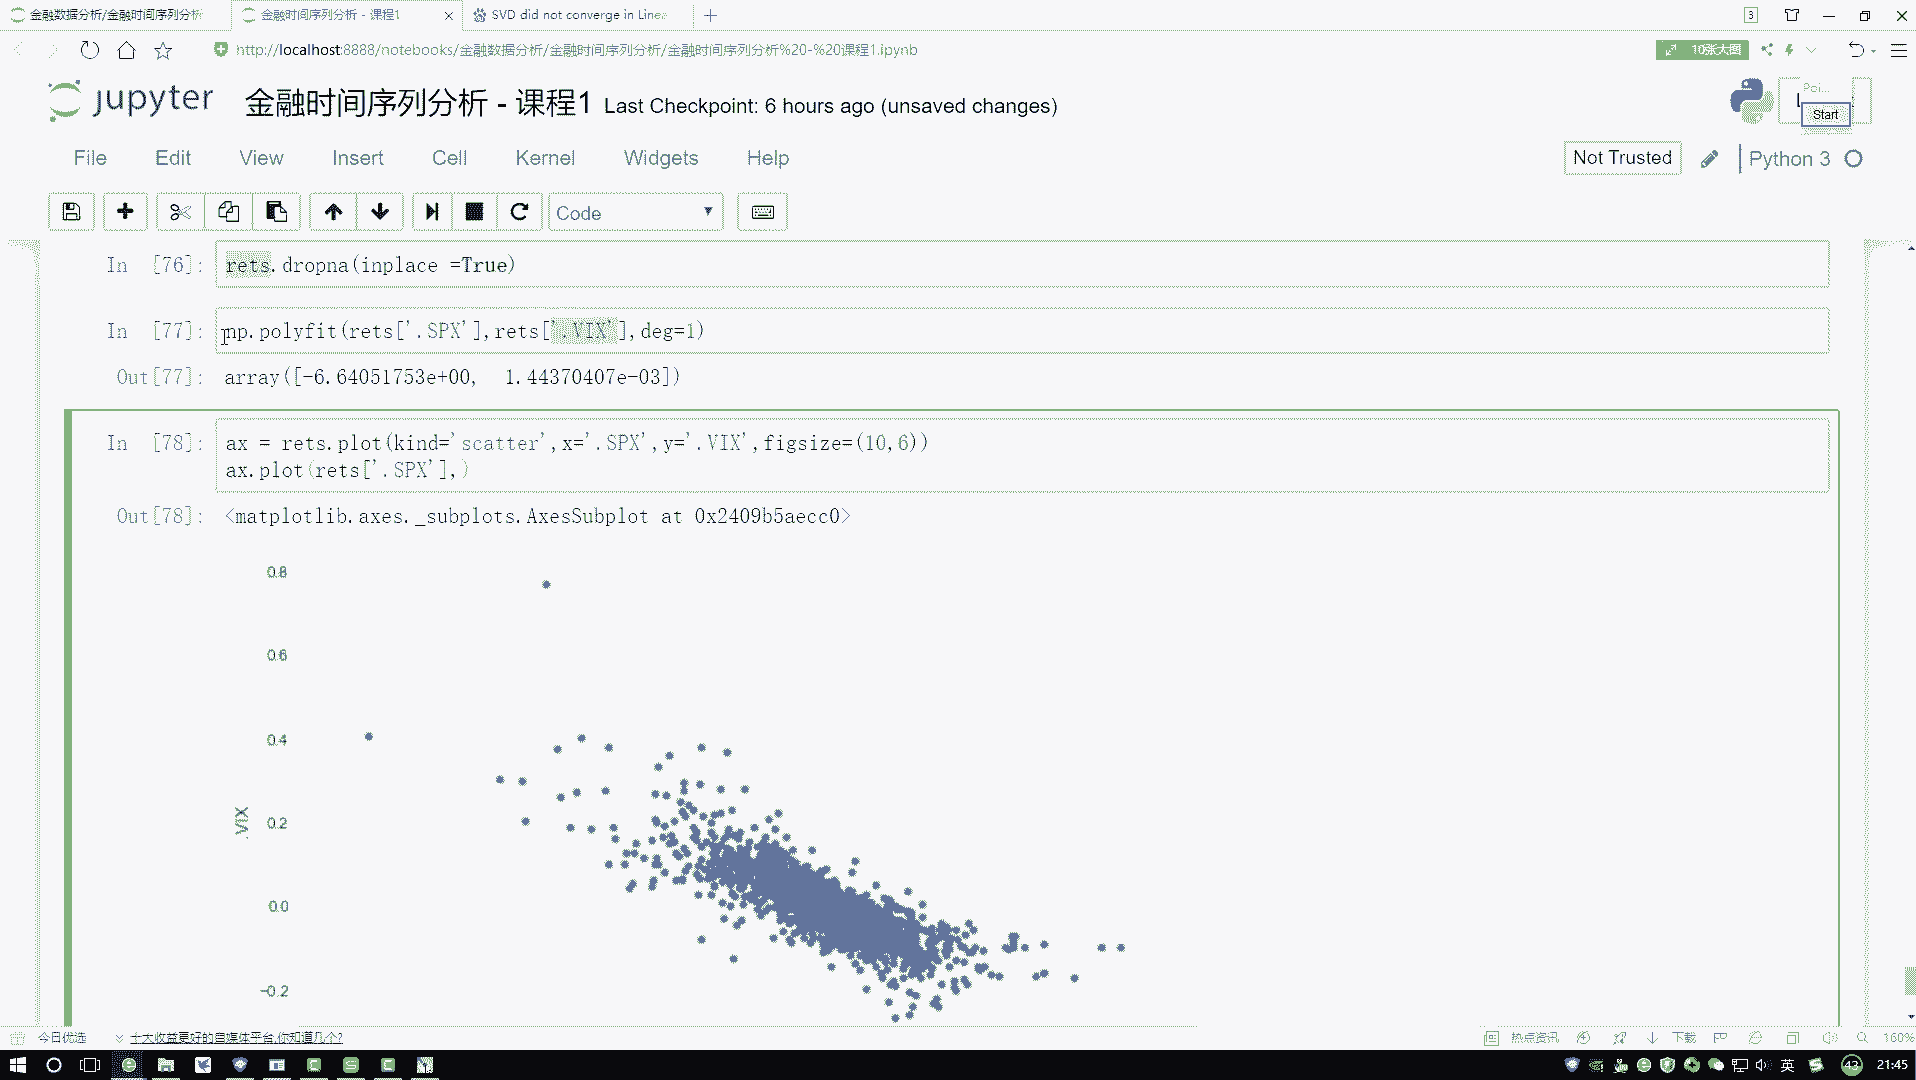 金融数据分析/金融时间序列分析
金融时间序列分析 - 课程1
SVD did not converge in Linea
3
http://localhost:8888/notebooks/金融数据分析/金融时间序列分析/金融时间序列分析%20-%20课程1.ipynb
10张大图
jupyter
金融时间序列分析 - 课程1 Last Checkpoint: 6 hours ago (unsaved changes)
Poi...
Start
File Edit View Insert Cell Kernel Widgets Help
Not Trusted
Python 3
Code
In [76]: rets.dropna(inplace =True)
In [77]: np.polyfit(rets['.SPX'],rets['.VIX'],deg=1)
Out[77]: array([-6.64051753e+00, 1.44370407e-03])
In [78]: ax = rets.plot(kind='scatter',x='.SPX',y='.VIX',figsize=(10,6))
ax.plot(rets['.SPX'],)
Out[78]: <matplotlib.axes._subplots.AxesSubplot at 0x2409b5aecc0>
0.8
0.6
0.4
.VIX
0.2
0.0
-0.2
今日优选
十大收益更好的自媒体平台,你知道几个?
热点资讯
下载
160%
英
43
21:45